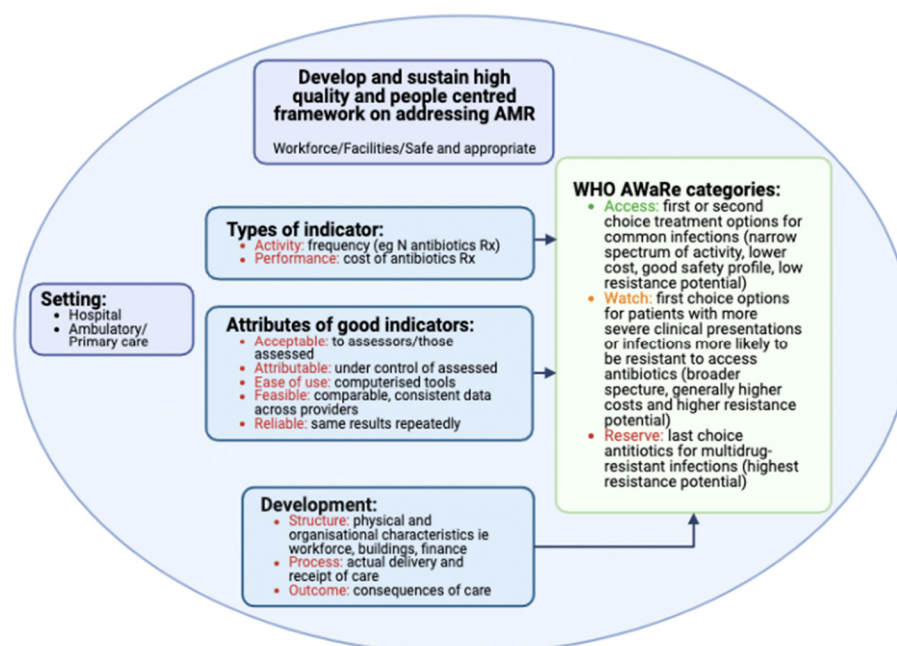 Develop and sustain high
quality and people centred
framework on addressing AMR
Workforce/Facilities/Safe and appropriate
Types of indicator:
• Activity: frequency (eg N antibiotics Rx)
• Performance: cost of antibiotics Rx
Setting:
• Hospital
• Ambulatory/
Primary care
Attributes of good indicators:
• Acceptable: to assessors/those
assessed
• Attributable: under control of assessed
• Ease of use: computerised tools
• Feasible: comparable, consistent data
across providers
• Reliable: same results repeatedly
Development:
• Structure: physical and
organisational characteristics ie
workforce, buildings, finance
• Process: actual delivery and
receipt of care
• Outcome: consequences of care
WHO AWaRe categories:
• Access: first or second
choice treatment options for
common infections (narrow
spectrum of activity, lower
cost, good safety profile, low
resistance potential)
• Watch: first choice options
for patients with more
severe clinical presentations
or infections more likely to
be resistant to access
antibiotics (broader
specture, generally higher
costs and higher resistance
potential)
• Reserve: last choice
antitiotics for multidrug-
resistant infections (highest
resistance potential)